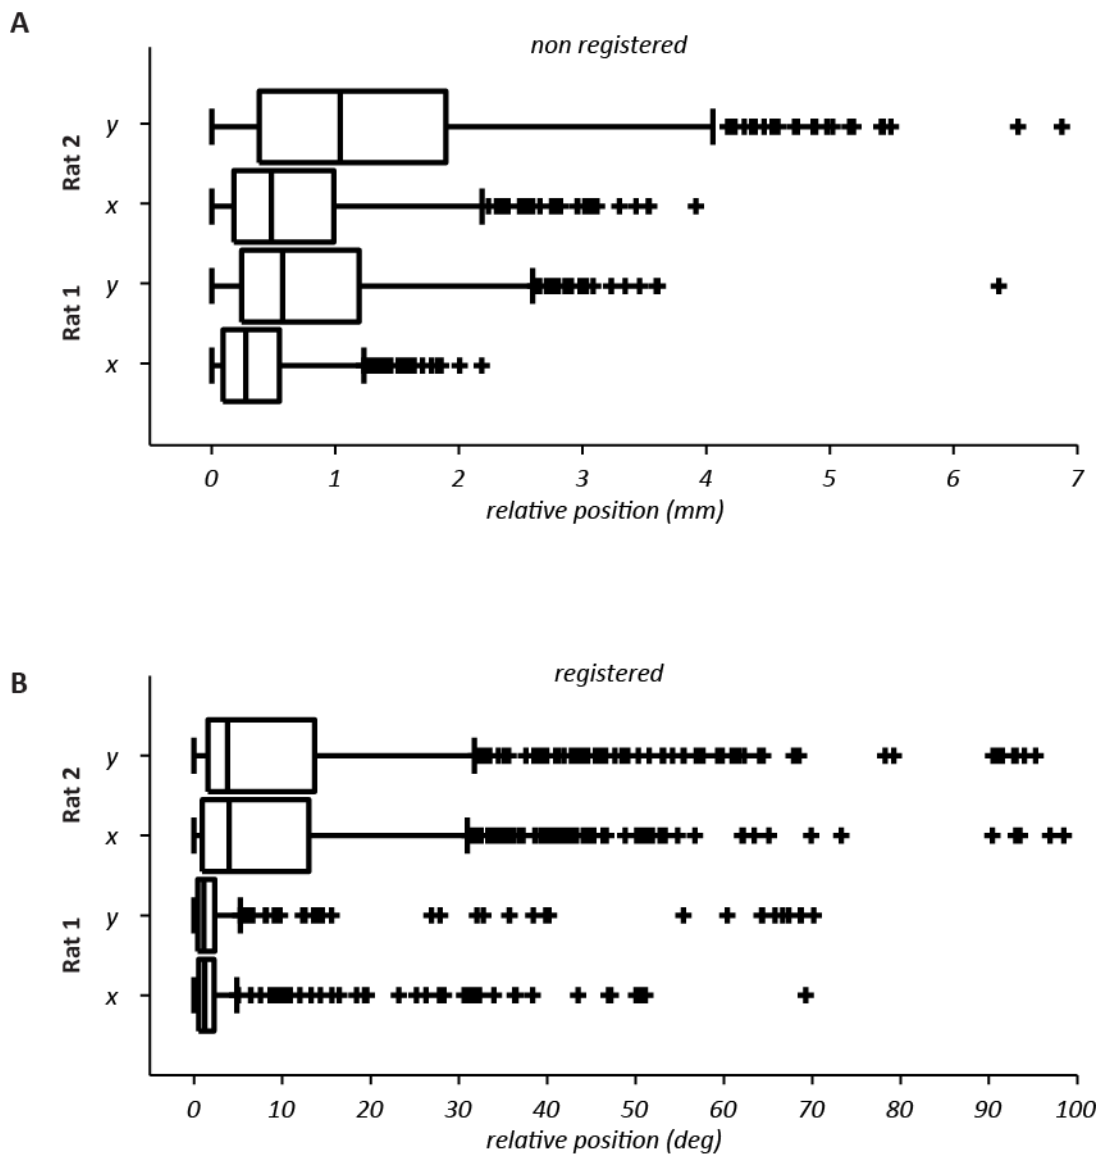 A
non registered
Rat 2
y
x
Rat 1
y
x
0 1 2 3 4 5 6 7
relative position (mm)
B
registered
Rat 2
y
x
Rat 1
y
x
0 10 20 30 40 50 60 70 80 90 100
relative position (deg)